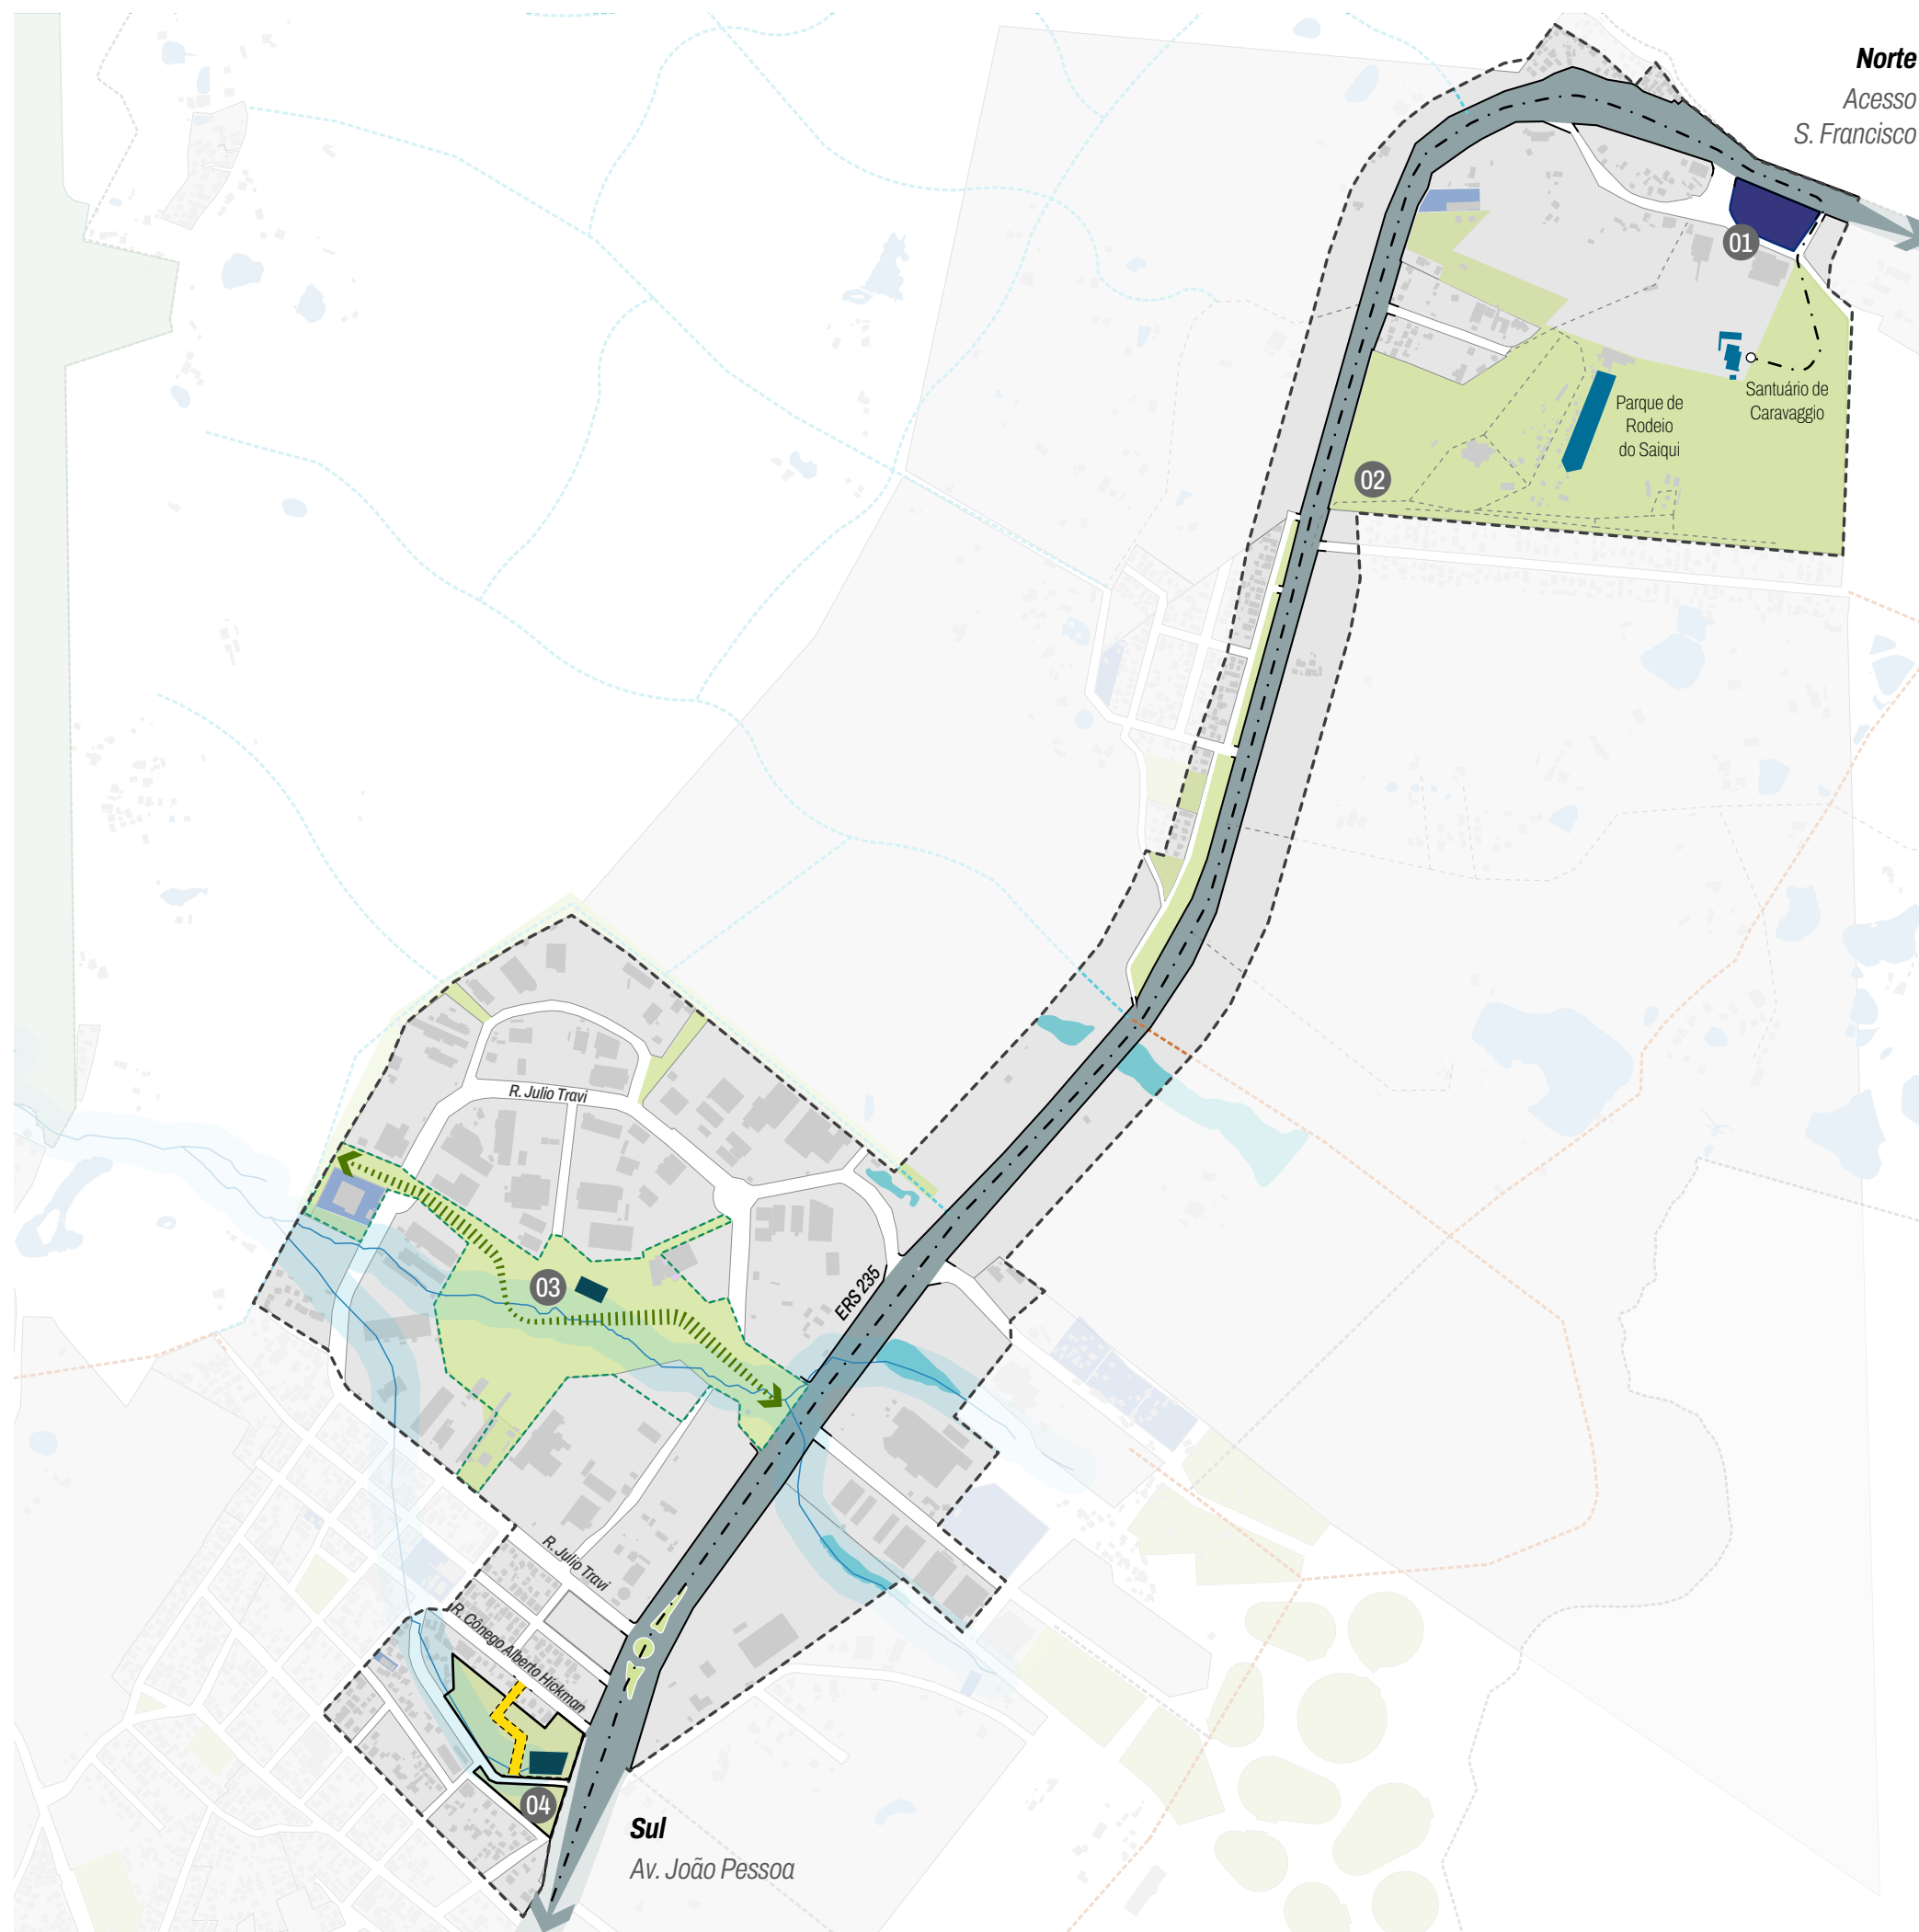 Norte
Acesso
S. Francisco
01
Santuário de
Caravaggio
Parque de
Rodeio
do Saiqui
02
R. Julio Travi
03
ERS 235
R. Julio Travi
R. Cônego Alberto Hickman
04
Sul
Av. João Pessoa